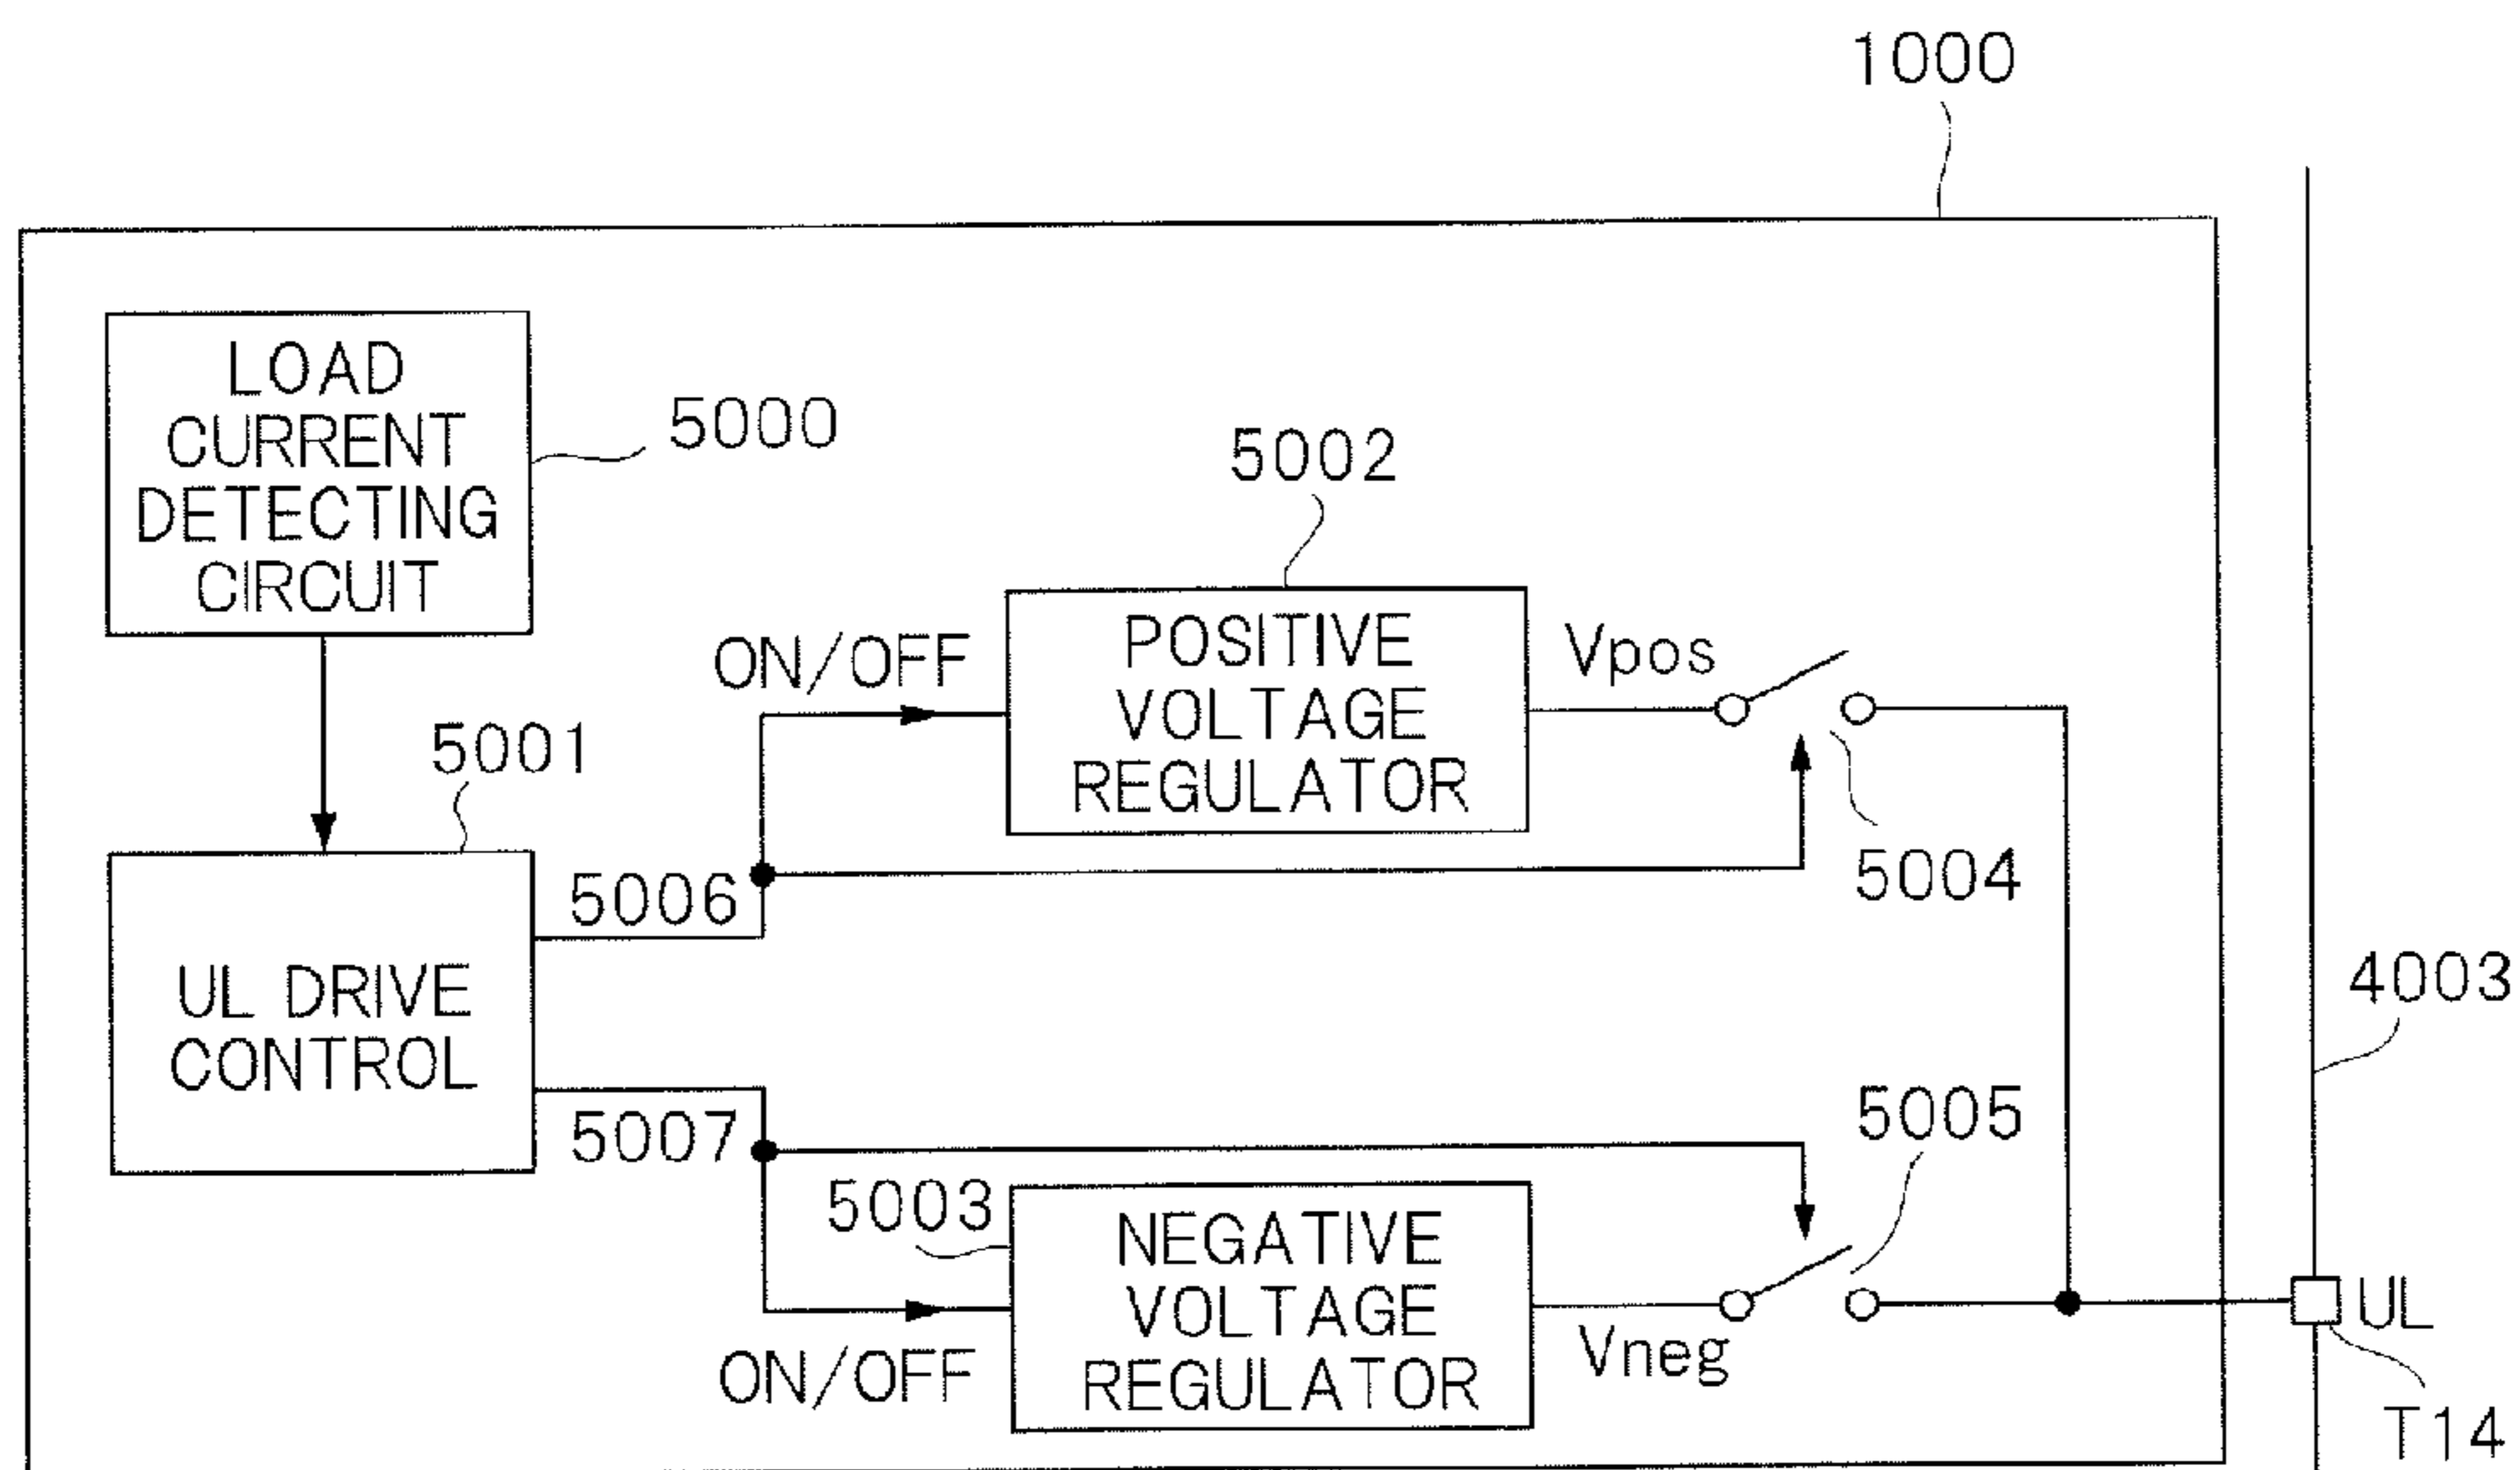 1000
LOAD
CURRENT
DETECTING
CIRCUIT
5000
5002
ON/OFF
POSITIVE
VOLTAGE
REGULATOR
Vpos
5001
5006
5004
UL DRIVE
CONTROL
4003
5007
5005
5003
NEGATIVE
VOLTAGE
REGULATOR
ON/OFF
Vneg
UL
T14